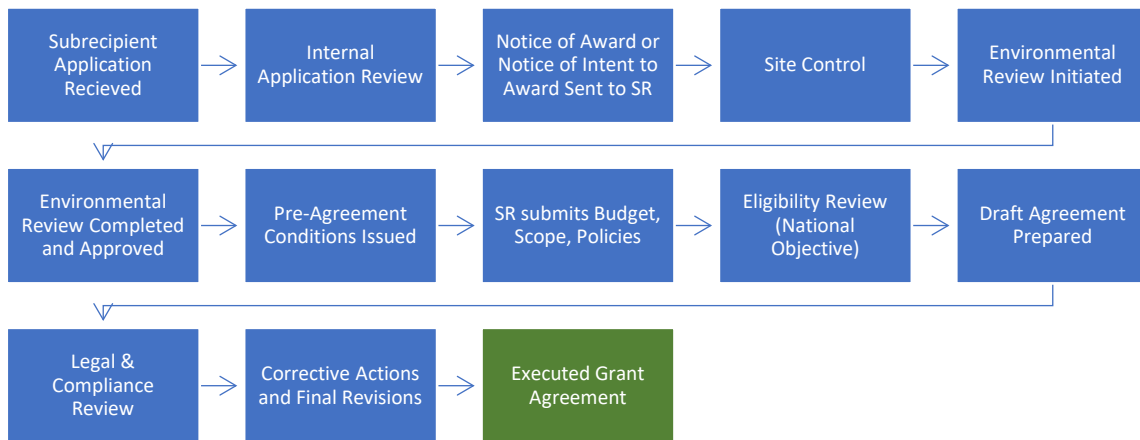 Subrecipient
Application
Recieved
Internal
Application Review
Notice of Award or
Notice of Intent to
Award Sent to SR
Site Control
Environmental
Review Initiated
Environmental
Review Completed
and Approved
Pre-Agreement
Conditions Issued
SR submits Budget,
Scope, Policies
Eligibility Review
(National
Objective)
Draft Agreement
Prepared
Legal &
Compliance
Review
Corrective Actions
and Final Revisions
Executed Grant
Agreement